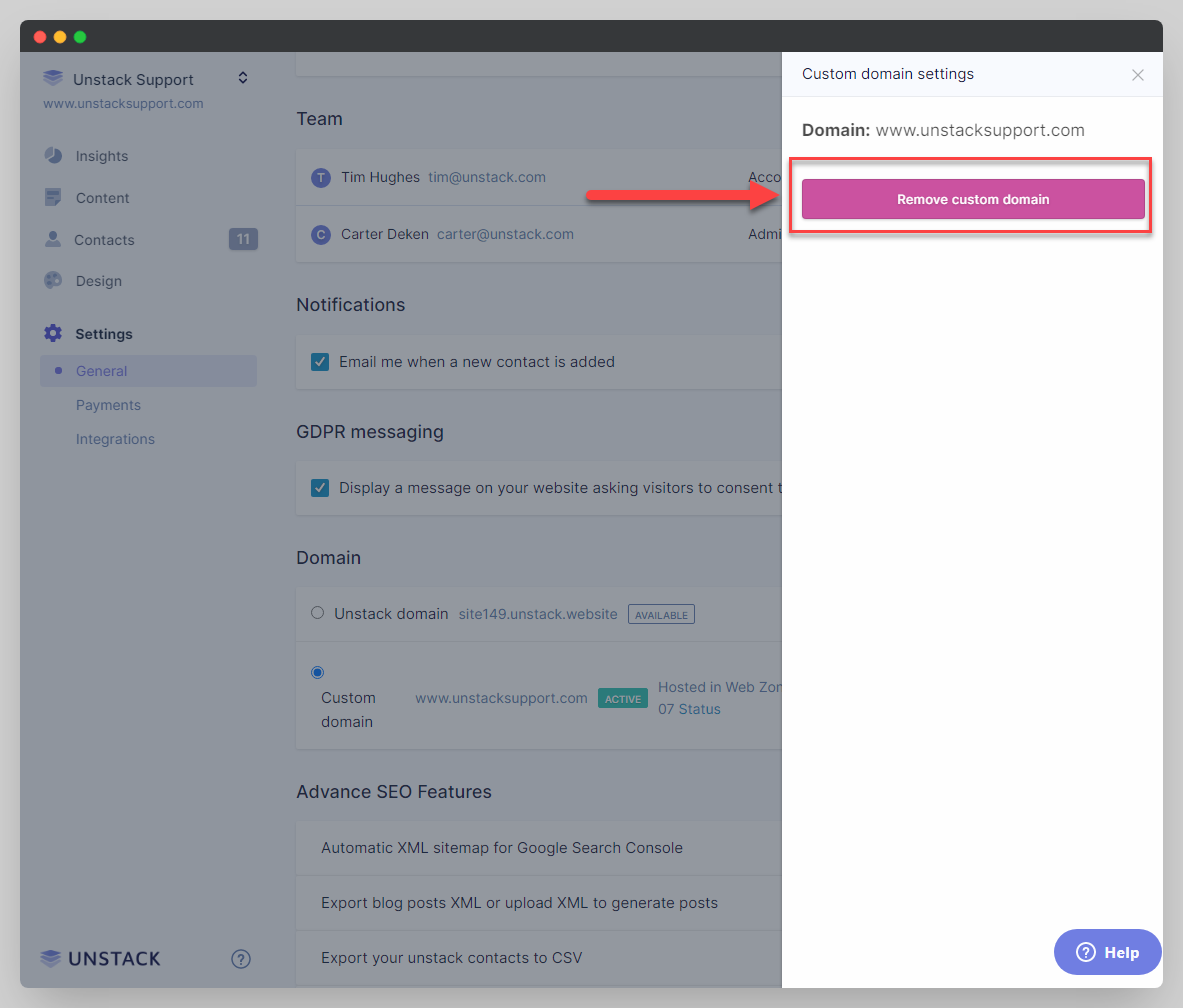 Unstack Support
www.unstacksupport.com
Insights
Content
Contacts 11
Design
Settings
General
Payments
Integrations
UNSTACK ?
Team
T Tim Hughes tim@unstack.com Acco
C Carter Deken carter@unstack.com Admi
Notifications
Email me when a new contact is added
GDPR messaging
Display a message on your website asking visitors to consent t
Domain
Unstack domain site149.unstack.website AVAILABLE
Custom
domain
www.unstacksupport.com ACTIVE
Hosted in Web Zon
07 Status
Advance SEO Features
Automatic XML sitemap for Google Search Console
Export blog posts XML or upload XML to generate posts
Export your unstack contacts to CSV
Custom domain settings
Domain: www.unstacksupport.com
Remove custom domain
? Help